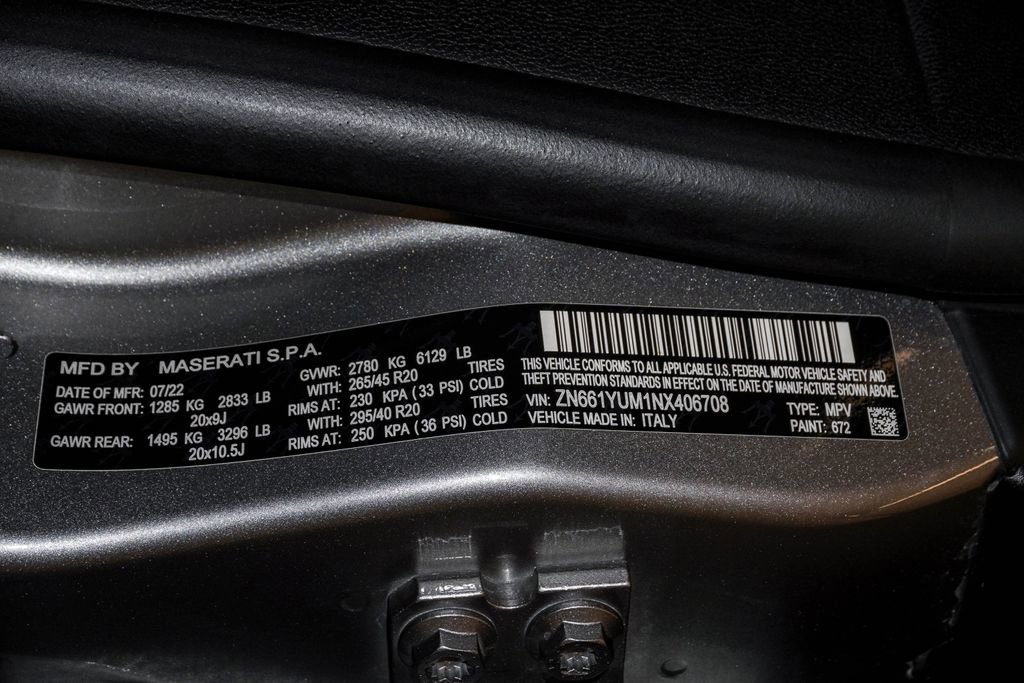 MFD BY MASERATI S.P.A.
DATE OF MFR: 07/22
GAWR FRONT: 1285 KG 2833 LB
20x9J
GAWR REAR: 1495 KG 3296 LB
20x10.5J
GVWR: 2780 KG 6129 LB
WITH: 265/45 R20 TIRES
RIMS AT: 230 KPA (33 PSI) COLD
WITH: 295/40 R20 TIRES
RIMS AT: 250 KPA (36 PSI) COLD
THIS VEHICLE CONFORMS TO ALL APPLICABLE U.S. FEDERAL MOTOR VEHICLE SAFETY AND
THEFT PREVENTION STANDARDS IN EFFECT ON THE DATE OF MANUFACTURE SHOWN ABOVE.
VIN: ZN661YUM1NX406708
TYPE: MPV
VEHICLE MADE IN: ITALY
PAINT: 672